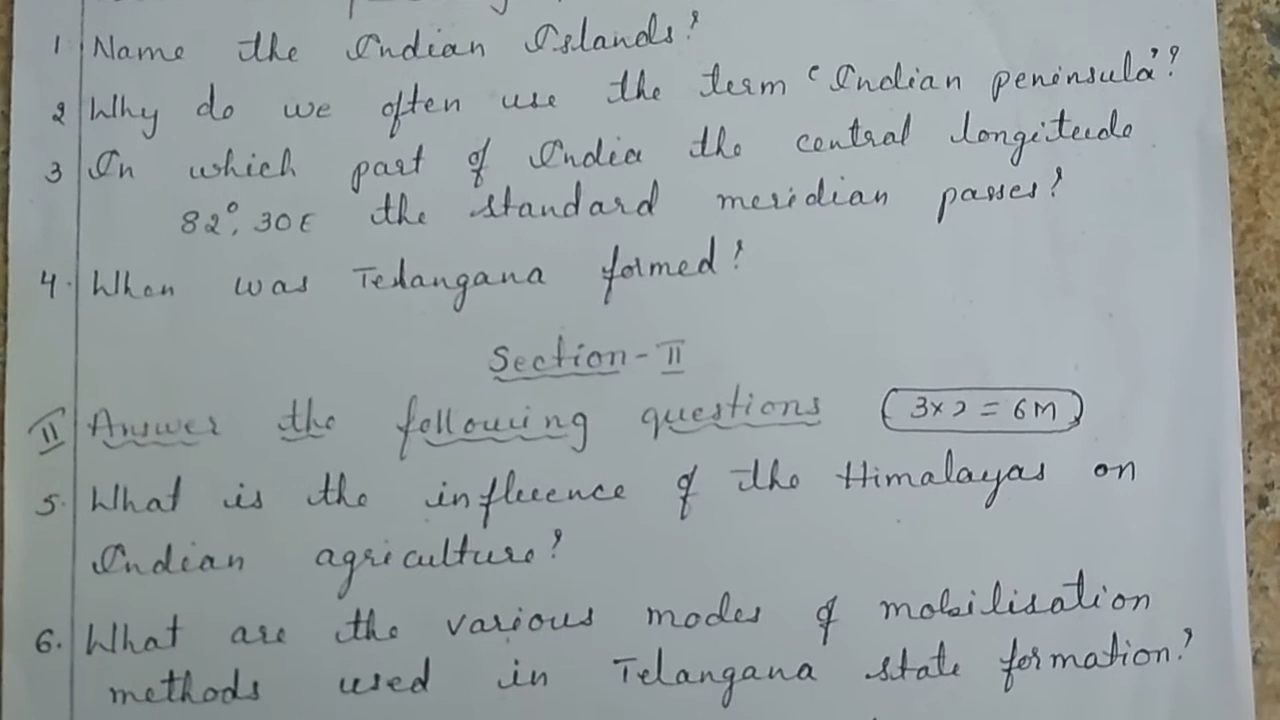 1 Name the Indian Islands?
2 Why do we often use the term 'Indian peninsula'?
3 In which part of India the central longitude
82°, 30E the standard meridian passes?
4. When was Telangana formed?
Section-II
II Answer the following questions (3x2=6M)
5. What is the influence of the Himalayas on
Indian agriculture?
6. What are the various modes of mobilisation
methods used in Telangana state formation?